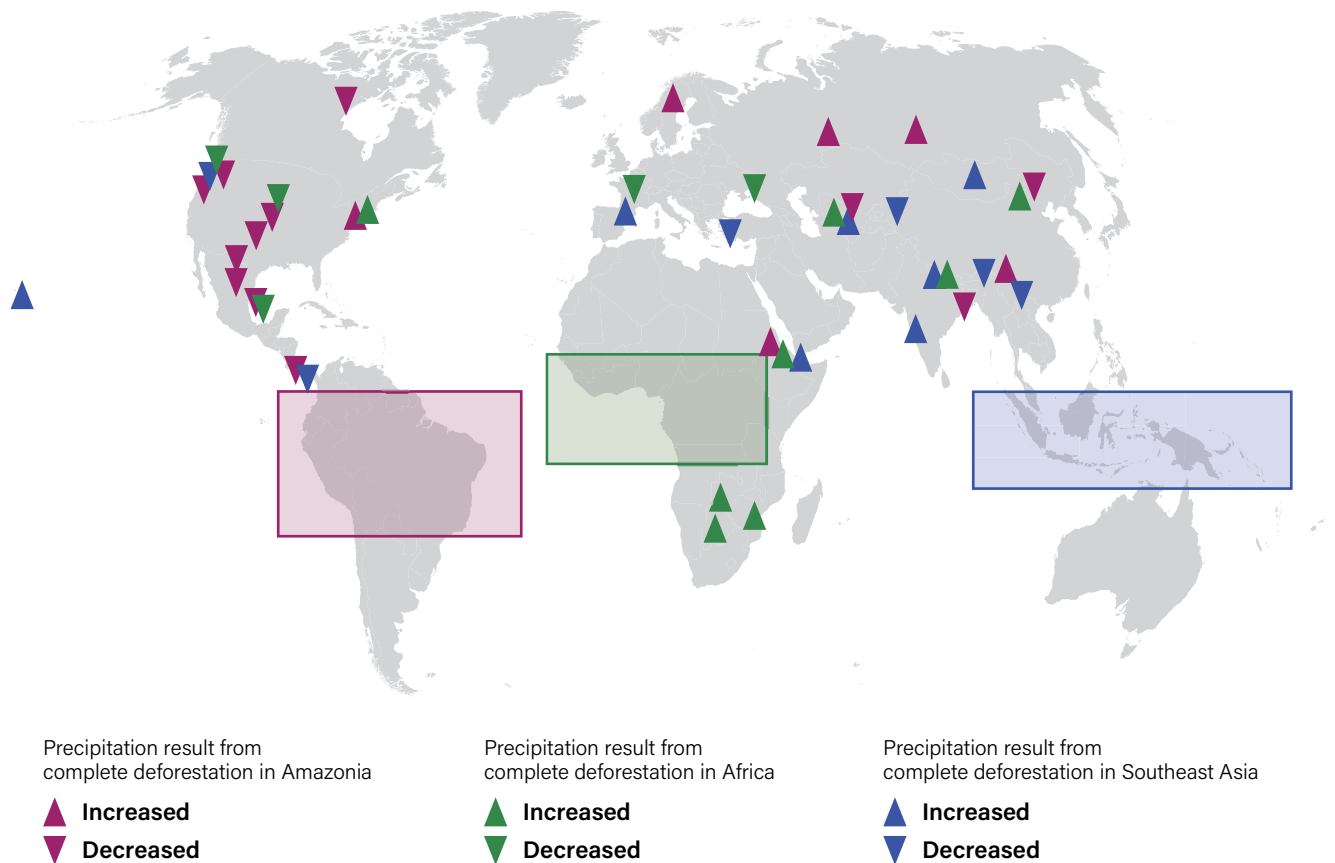 Precipitation result from
complete deforestation in Amazonia
Increased
Decreased
Precipitation result from
complete deforestation in Africa
Increased
Decreased
Precipitation result from
complete deforestation in Southeast Asia
Increased
Decreased